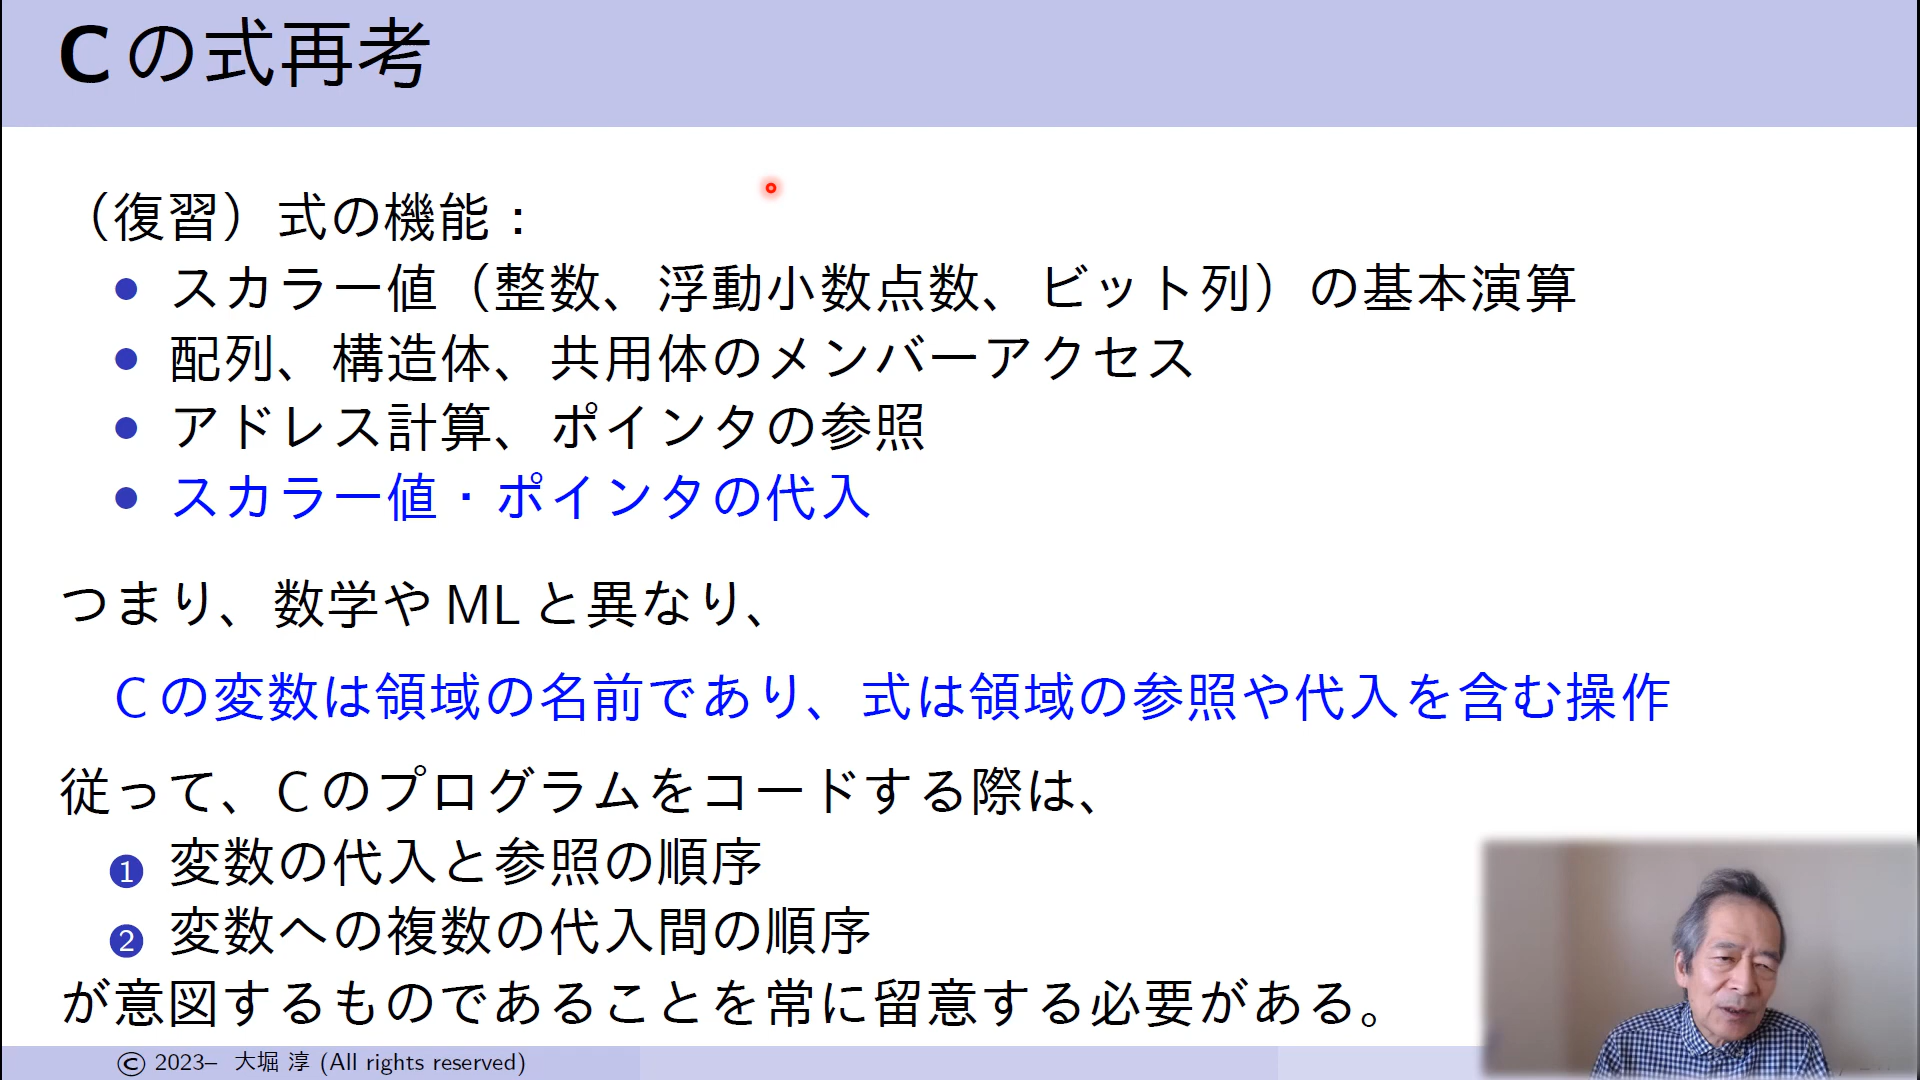 Cの式再考
（復習）式の機能：
● スカラー値（整数、浮動小数点数、ビット列）の基本演算
● 配列、構造体、共用体のメンバーアクセス
● アドレス計算、ポインタの参照
● スカラー値・ポインタの代入
つまり、数学やMLと異なり、
Cの変数は領域の名前であり、式は領域の参照や代入を含む操作
従って、Cのプログラムをコードする際は、
1 変数の代入と参照の順序
2 変数への複数の代入間の順序
が意図するものであることを常に留意する必要がある。
© 2023– 大堀 淳 (All rights reserved)